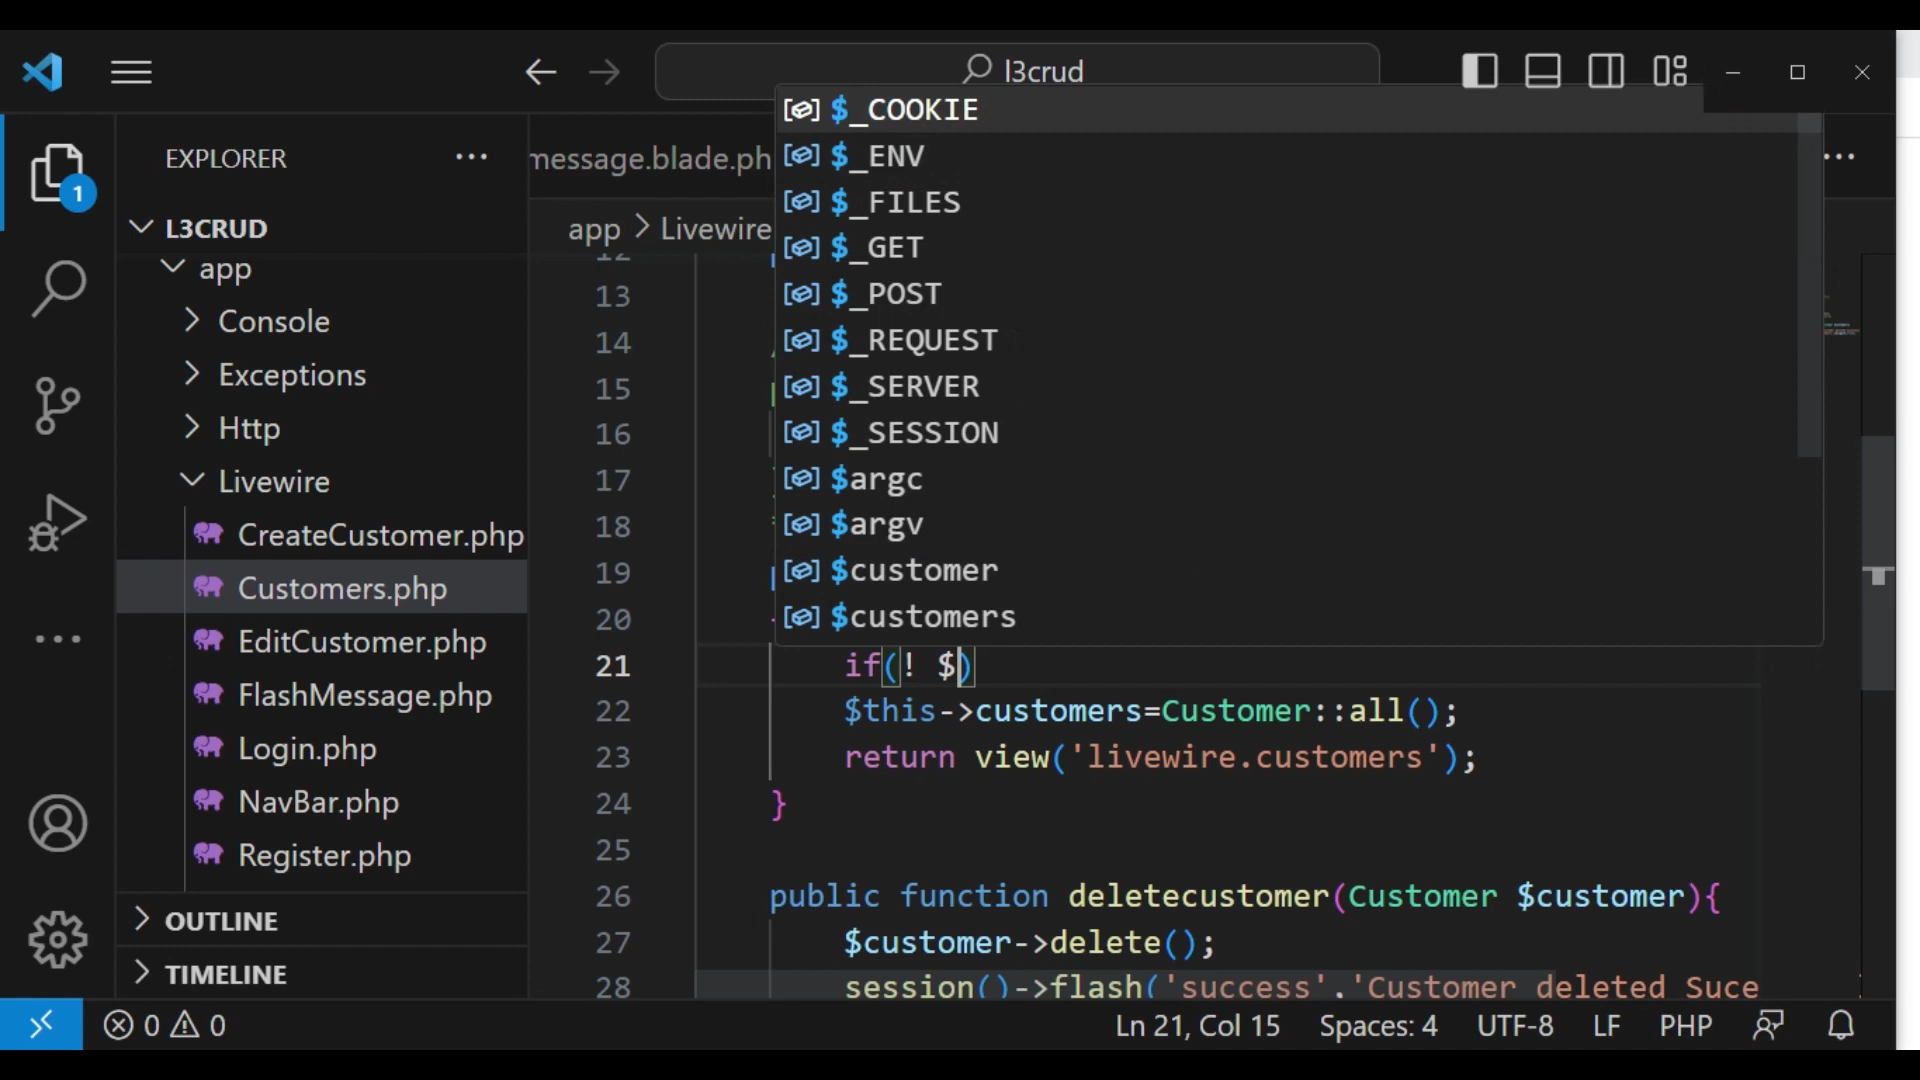 l3crud
EXPLORER
L3CRUD
app
Console
Exceptions
Http
Livewire
CreateCustomer.php
Customers.php
EditCustomer.php
FlashMessage.php
Login.php
NavBar.php
Register.php
OUTLINE
TIMELINE
1
message.blade.ph
app > Livewire
$_COOKIE
$_ENV
$_FILES
$_GET
$_POST
$_REQUEST
$_SERVER
$_SESSION
$argc
$argv
$customer
$customers
12
13
14
15
16
17
18
19
20
21 if(! $)
22 $this->customers=Customer::all();
23 return view('livewire.customers');
24 }
25
26 public function deletecustomer(Customer $customer){
27 $customer->delete();
28 session()->flash('success','Customer deleted Suce
0 0
Ln 21, Col 15
Spaces: 4
UTF-8
LF
PHP